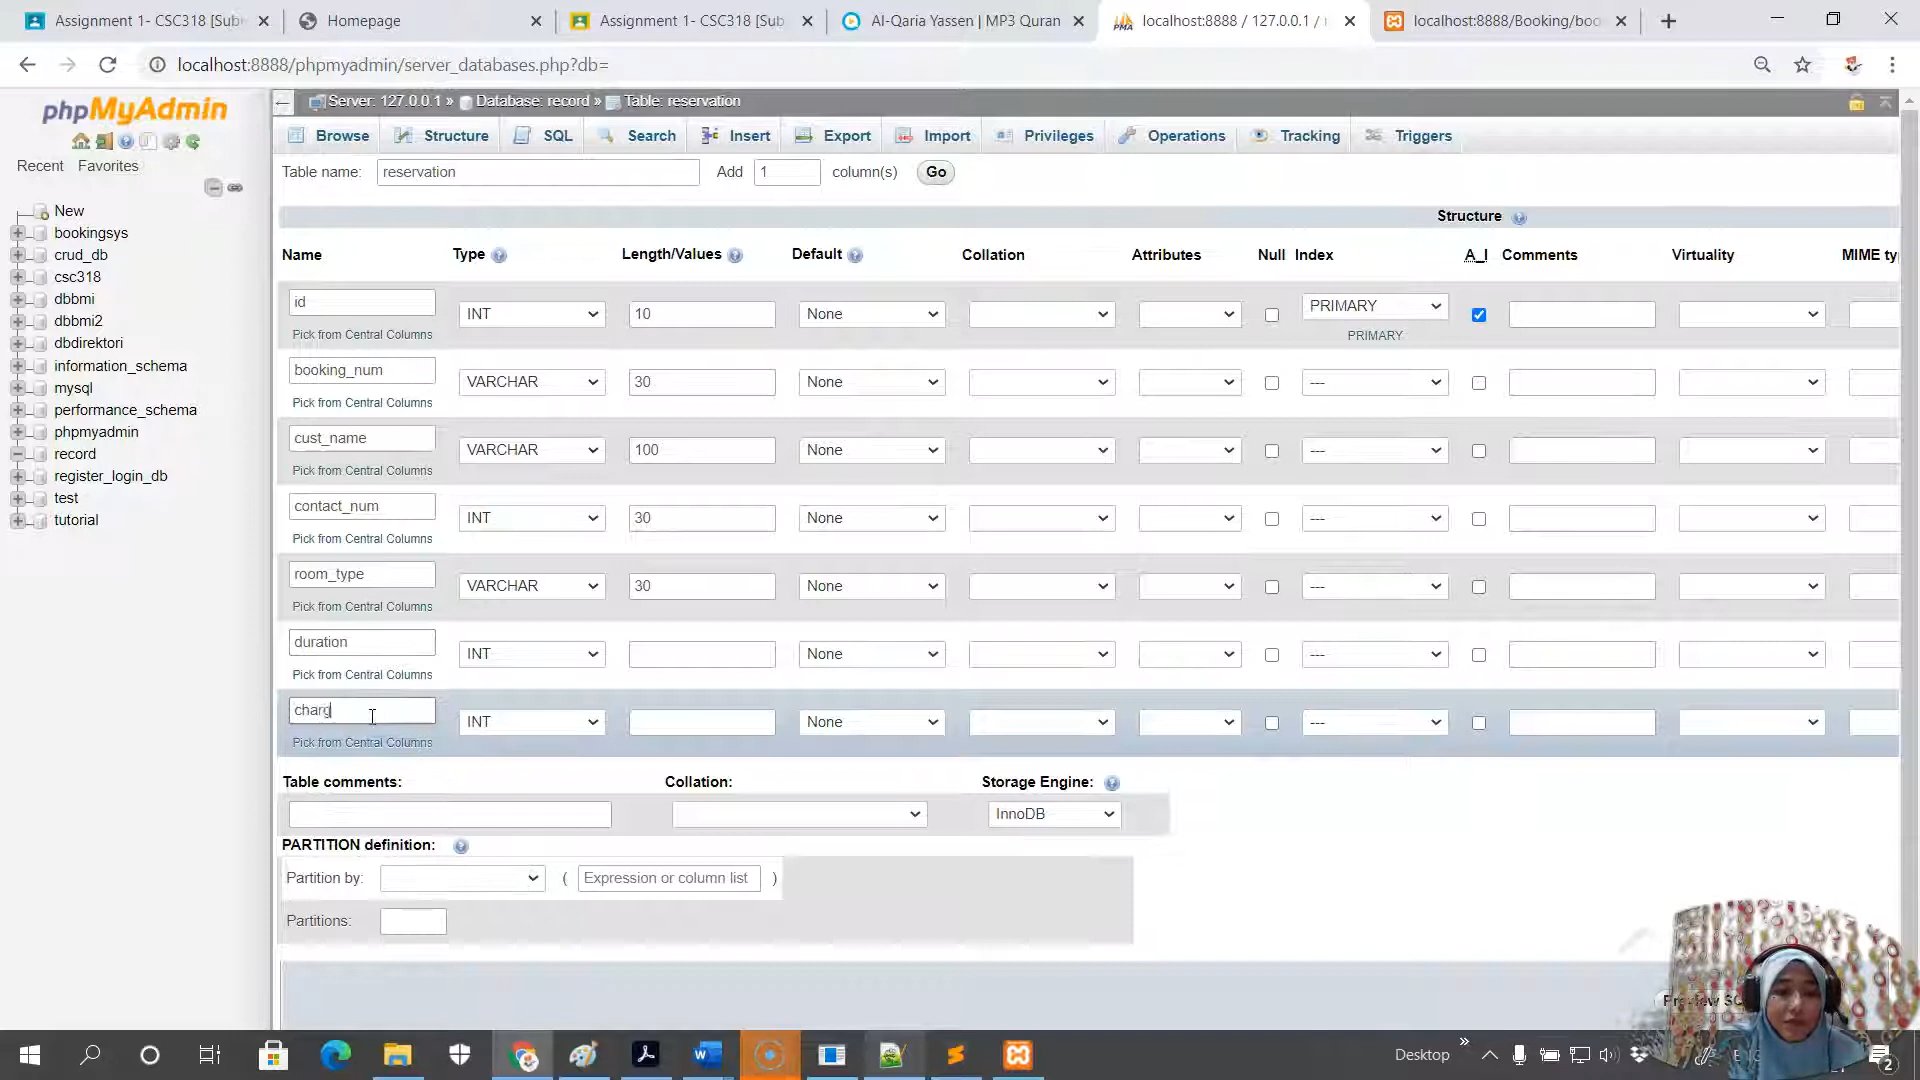 Assignment 1- CSC318 [Sub
Homepage
Assignment 1- CSC318 [Sub
Al-Qaria Yassen | MP3 Quran
localhost:8888 / 127.0.0.1 /
localhost:8888/Booking/boo
localhost:8888/phpmyadmin/server_databases.php?db=
phpMyAdmin
Recent Favorites
New
bookingsys
crud_db
csc318
dbbmi
dbbmi2
dbdirektori
information_schema
mysql
performance_schema
phpmyadmin
record
register_login_db
test
tutorial
Server: 127.0.0.1 » Database: record » Table: reservation
Browse Structure SQL Search Insert Export Import Privileges Operations Tracking Triggers
Table name: reservation Add 1 column(s) Go
Structure
Name Type Length/Values Default Collation Attributes Null Index A_I Comments Virtuality MIME ty
id INT 10 None PRIMARY
Pick from Central Columns PRIMARY
booking_num VARCHAR 30 None ---
Pick from Central Columns
cust_name VARCHAR 100 None ---
Pick from Central Columns
contact_num INT 30 None ---
Pick from Central Columns
room_type VARCHAR 30 None ---
Pick from Central Columns
duration INT None ---
Pick from Central Columns
charg INT None ---
Pick from Central Columns
Table comments: Collation: Storage Engine:
InnoDB
PARTITION definition:
Partition by: ( Expression or column list )
Partitions:
Preview
Desktop
2